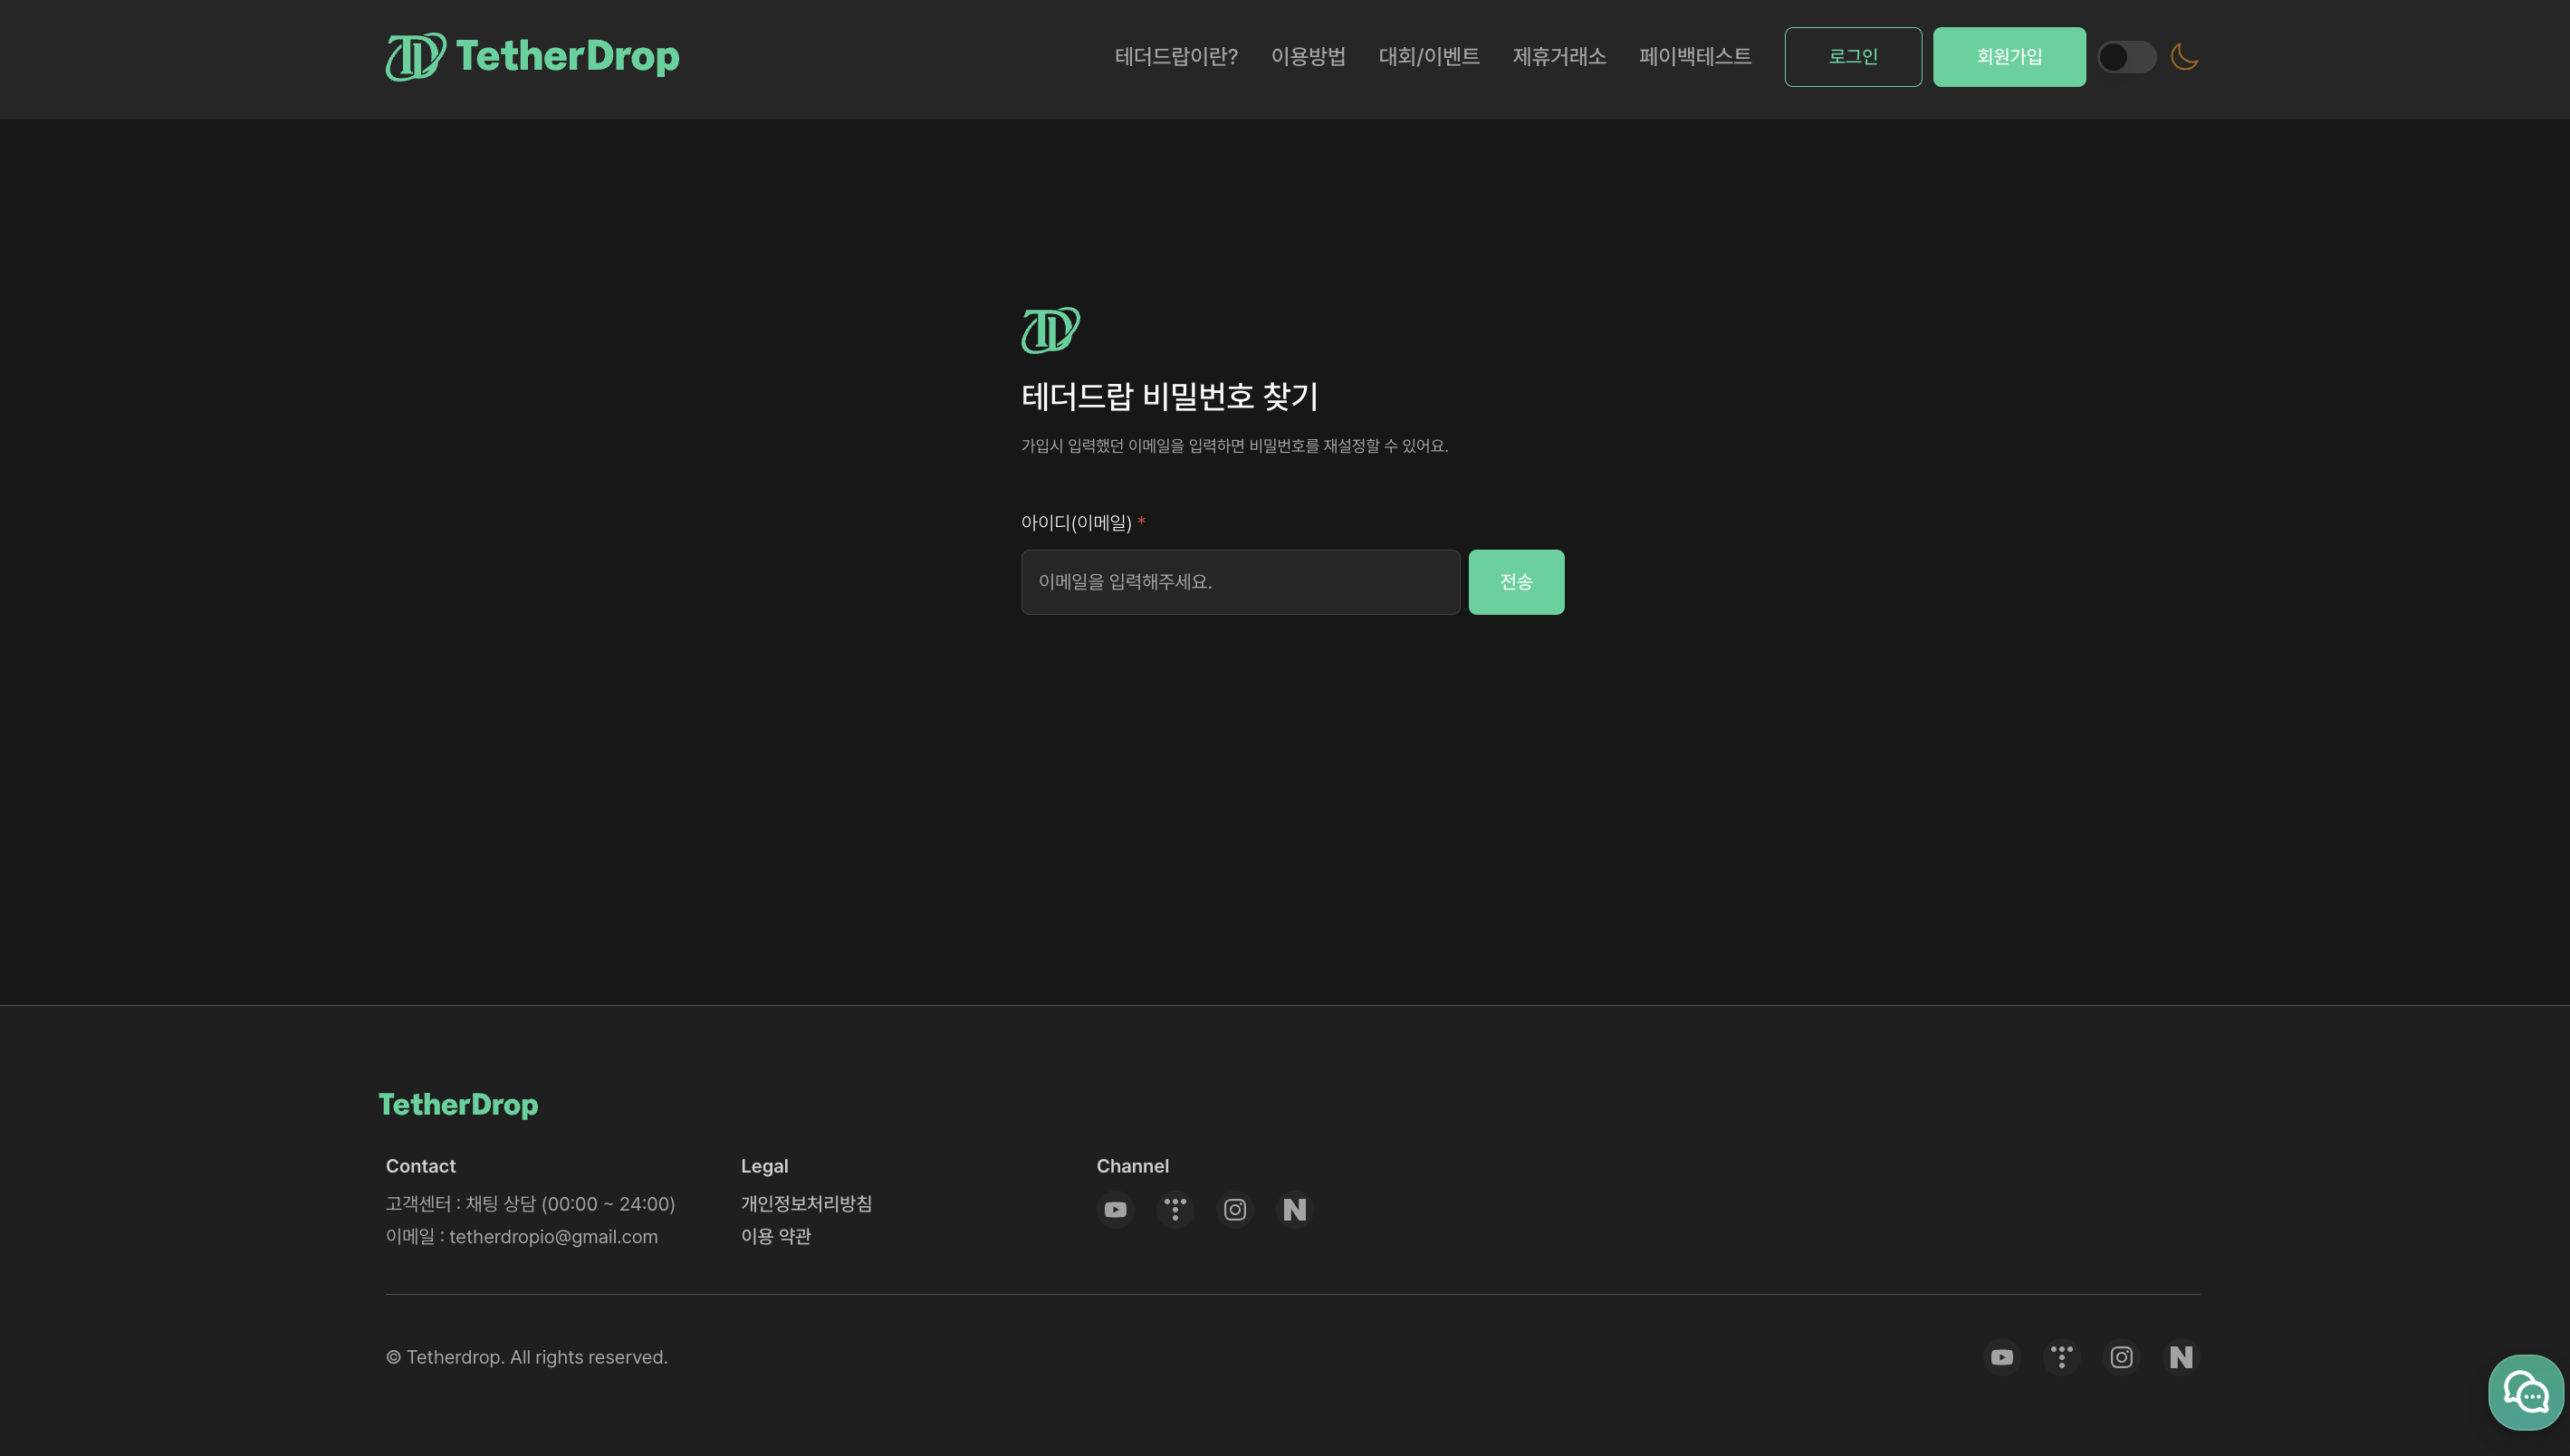 TetherDrop
테더드랍이란? 이용방법 대회/이벤트 제휴거래소 페이백테스트 로그인 회원가입
테더드랍 비밀번호 찾기
가입시 입력했던 이메일을 입력하면 비밀번호를 재설정할 수 있어요.
아이디(이메일) *
이메일을 입력해주세요. 전송
TetherDrop
Contact
고객센터 : 채팅 상담 (00:00 ~ 24:00)
이메일 : tetherdropio@gmail.com
Legal
개인정보처리방침
이용 약관
Channel
© Tetherdrop. All rights reserved.